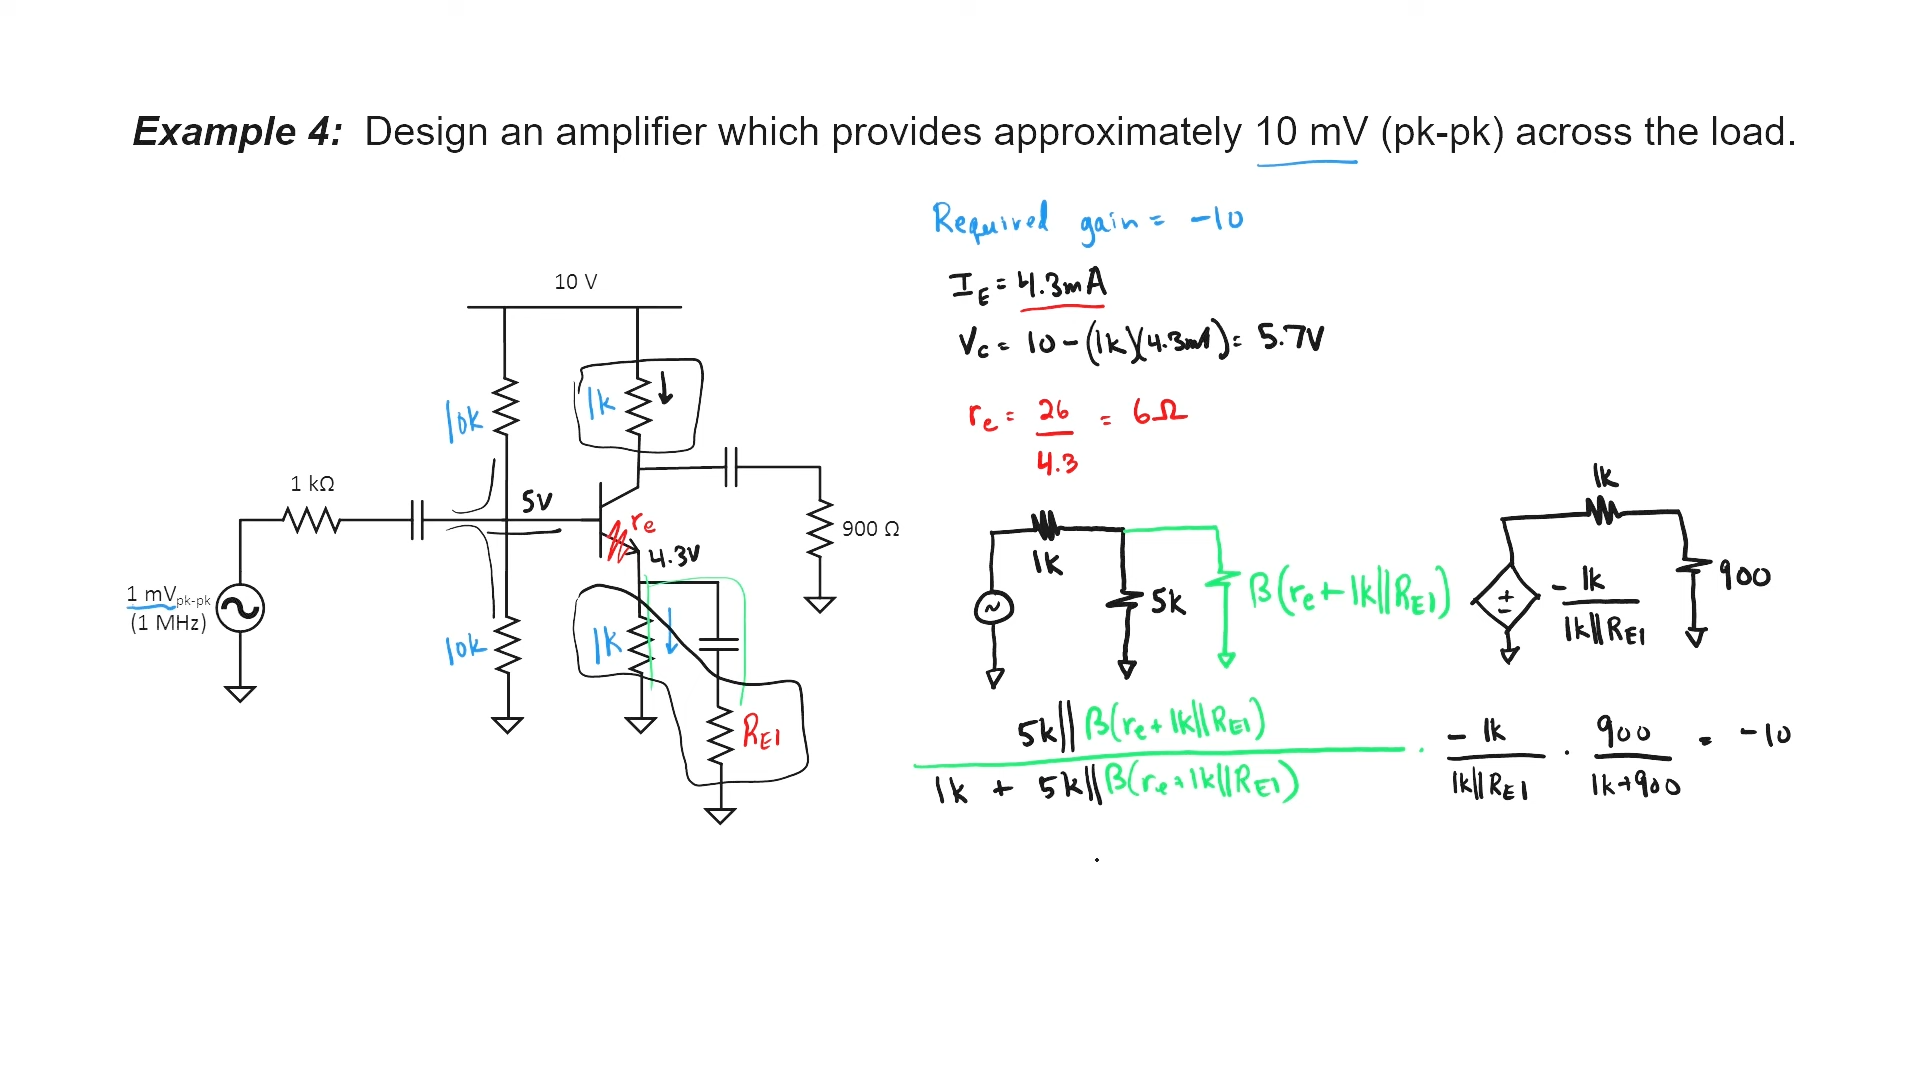 Example 4: Design an amplifier which provides approximately 10 mV (pk-pk) across the load.
Required gain = -10
I_E = 4.3mA
V_C = 10 - (1k)(4.3mA) = 5.7V
r_e = 26 / 4.3 = 6Ω
10 V
10k
1k
1 kΩ
5V
r_e
4.3V
900 Ω
1 mV_pk-pk
(1 MHz)
10k
1k
R_E1
1k
5k
β(r_e + 1k||R_E1)
1k
- 1k / 1k||R_E1
900
5k||β(r_e + 1k||R_E1) / 1k + 5k||β(r_e + 1k||R_E1) · -1k / 1k||R_E1 · 900 / 1k+900 = -10